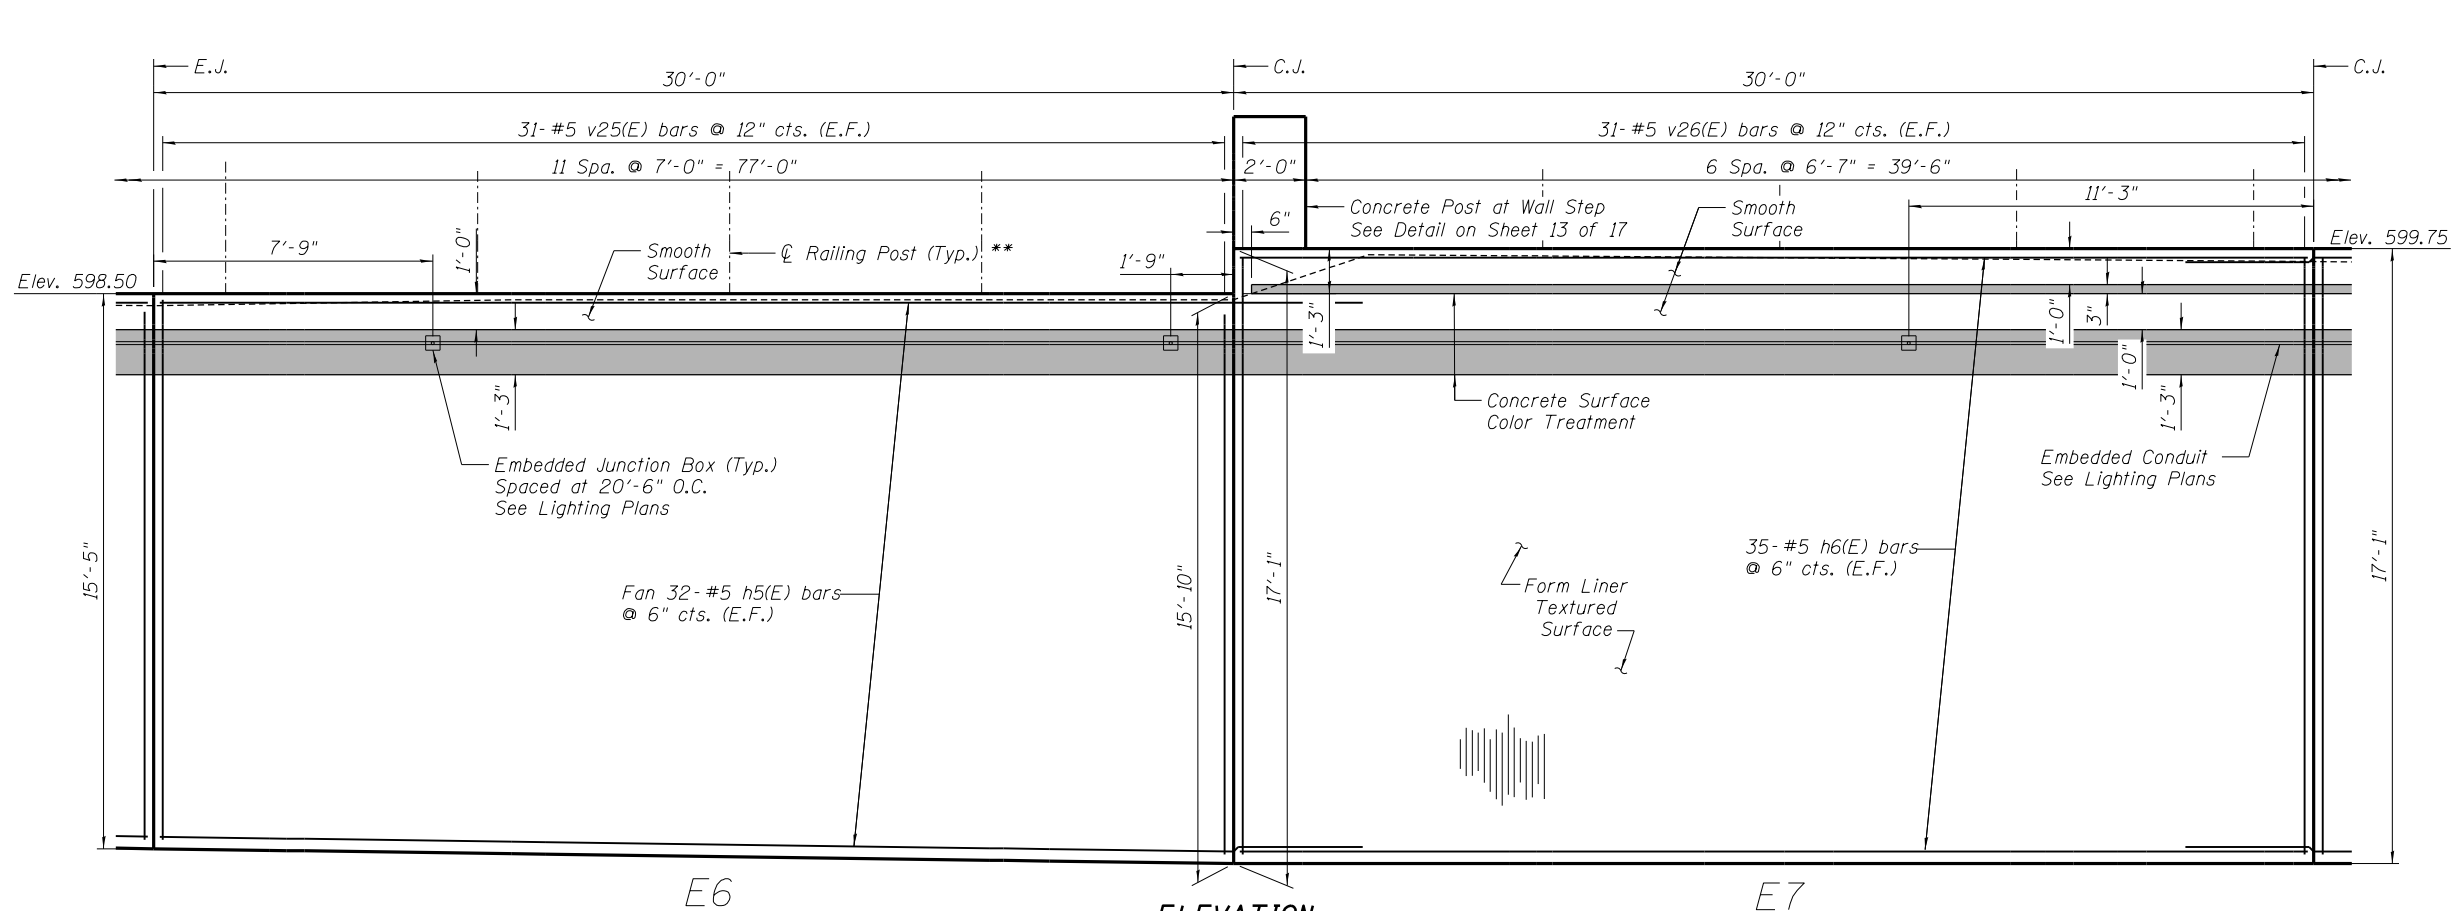 E.J.
C.J.
C.J.
30'-0"
30'-0"
31-#5 v25(E) bars @ 12" cts. (E.F.)
31-#5 v26(E) bars @ 12" cts. (E.F.)
11 Spa. @ 7'-0" = 77'-0"
2'-0"
6 Spa. @ 6'-7" = 39'-6"
11'-3"
Concrete Post at Wall Step
See Detail on Sheet 13 of 17
Smooth
Surface
6"
7'-9"
1'-0"
Smooth
Surface
℄ Railing Post (Typ.) **
1'-9"
Elev. 598.50
Elev. 599.75
1'-3"
1'-0"
3"
1'-0"
1'-3"
1'-3"
Concrete Surface
Color Treatment
Embedded Junction Box (Typ.)
Spaced at 20'-6" O.C.
See Lighting Plans
Embedded Conduit
See Lighting Plans
15'-5"
Fan 32-#5 h5(E) bars
@ 6" cts. (E.F.)
15'-10"
17'-1"
Form Liner
Textured
Surface
35-#5 h6(E) bars
@ 6" cts. (E.F.)
17'-1"
E6
E7
ELEVATION